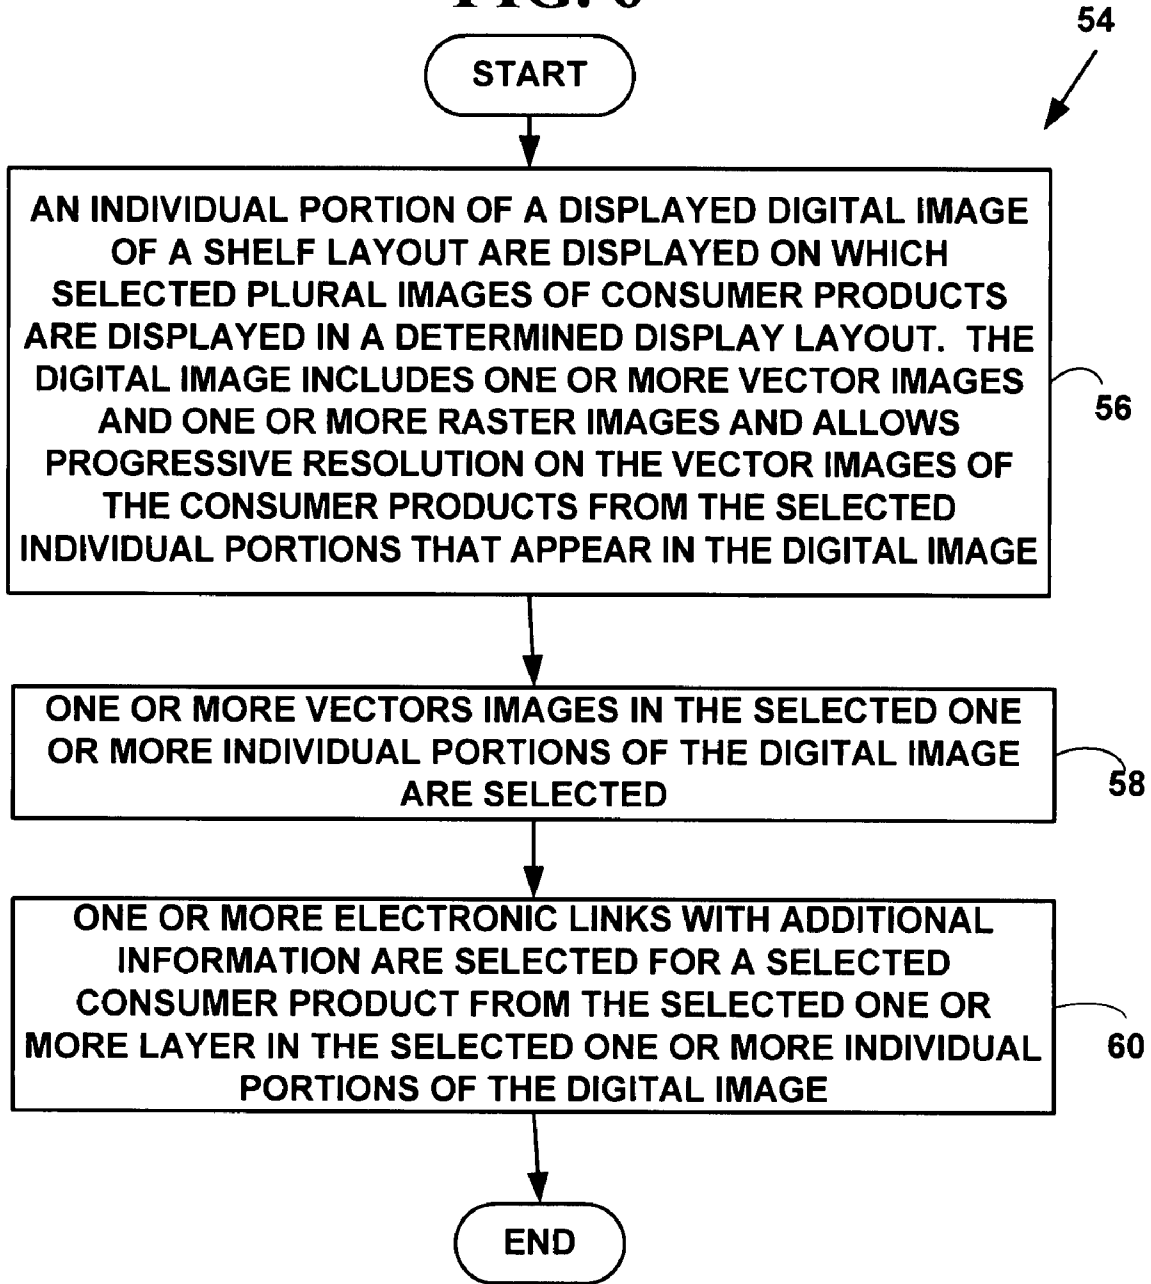 54
START
AN INDIVIDUAL PORTION OF A DISPLAYED DIGITAL IMAGE
OF A SHELF LAYOUT ARE DISPLAYED ON WHICH
SELECTED PLURAL IMAGES OF CONSUMER PRODUCTS
ARE DISPLAYED IN A DETERMINED DISPLAY LAYOUT. THE
DIGITAL IMAGE INCLUDES ONE OR MORE VECTOR IMAGES
AND ONE OR MORE RASTER IMAGES AND ALLOWS
PROGRESSIVE RESOLUTION ON THE VECTOR IMAGES OF
THE CONSUMER PRODUCTS FROM THE SELECTED
INDIVIDUAL PORTIONS THAT APPEAR IN THE DIGITAL IMAGE
56
ONE OR MORE VECTORS IMAGES IN THE SELECTED ONE
OR MORE INDIVIDUAL PORTIONS OF THE DIGITAL IMAGE
ARE SELECTED
58
ONE OR MORE ELECTRONIC LINKS WITH ADDITIONAL
INFORMATION ARE SELECTED FOR A SELECTED
CONSUMER PRODUCT FROM THE SELECTED ONE OR
MORE LAYER IN THE SELECTED ONE OR MORE INDIVIDUAL
PORTIONS OF THE DIGITAL IMAGE
60
END